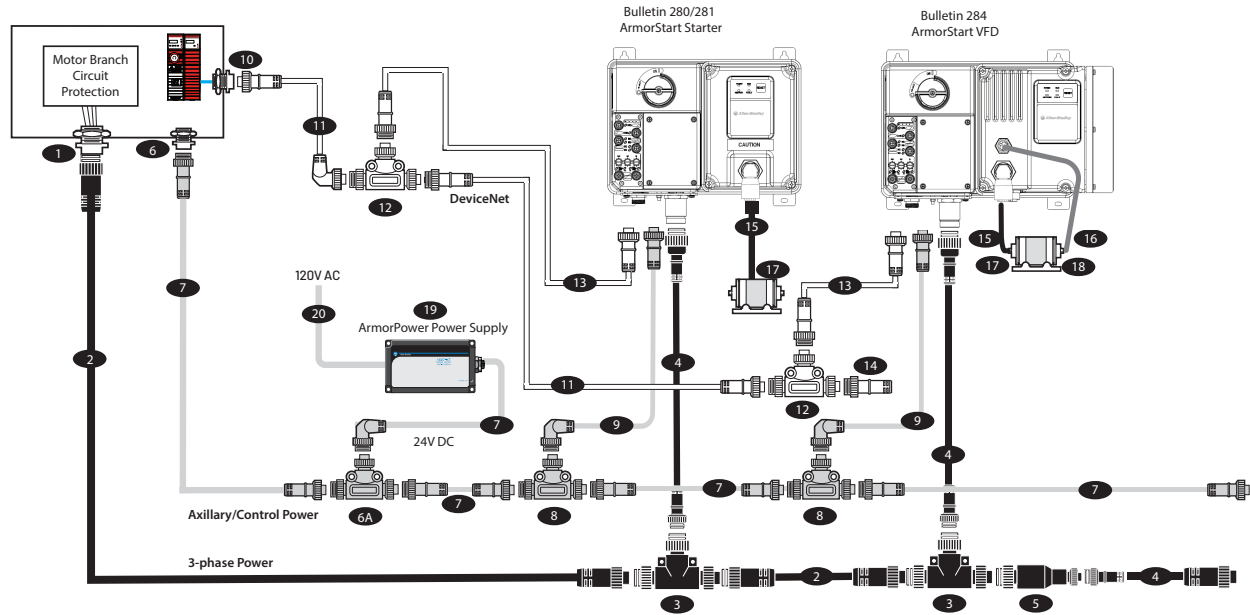 Bulletin 280/281
ArmorStart Starter
Bulletin 284
ArmorStart VFD
Motor Branch
Circuit
Protection
10
1
6
11
12
DeviceNet
CAUTION
15
17
13
15
16
17
18
13
7
120V AC
20
19
ArmorPower Power Supply
2
4
11
14
12
7
24V DC
9
9
4
7
7
7
Axillary/Control Power
6A
8
8
3-phase Power
2
4
3
3
5